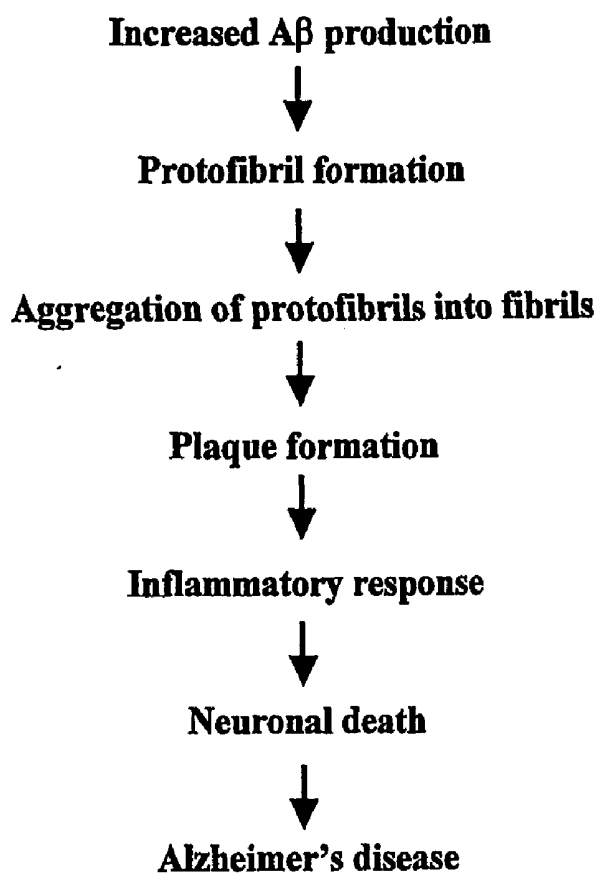 Increased Aβ production
Protofibril formation
Aggregation of protofibrils into fibrils
Plaque formation
Inflammatory response
Neuronal death
Alzheimer's disease